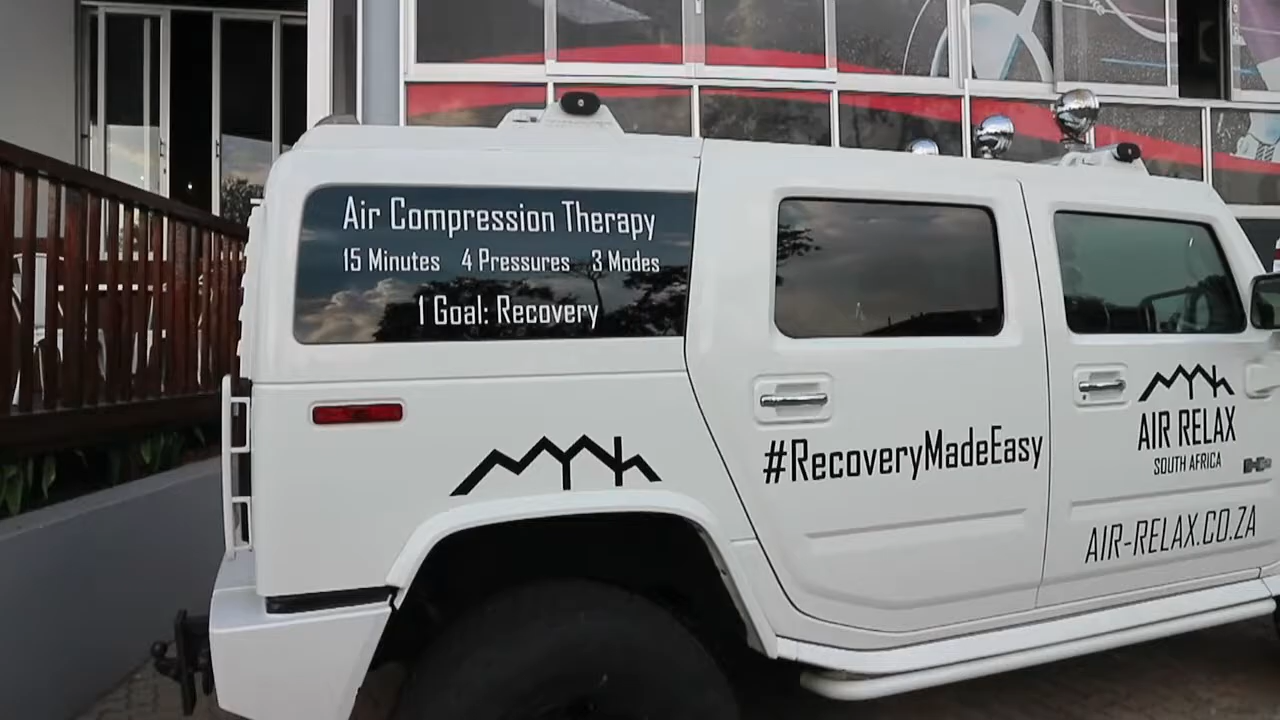 Air Compression Therapy
15 Minutes 4 Pressures 3 Modes
1 Goal: Recovery
#RecoveryMadeEasy
AIR RELAX
SOUTH AFRICA
AIR-RELAX.CO.ZA